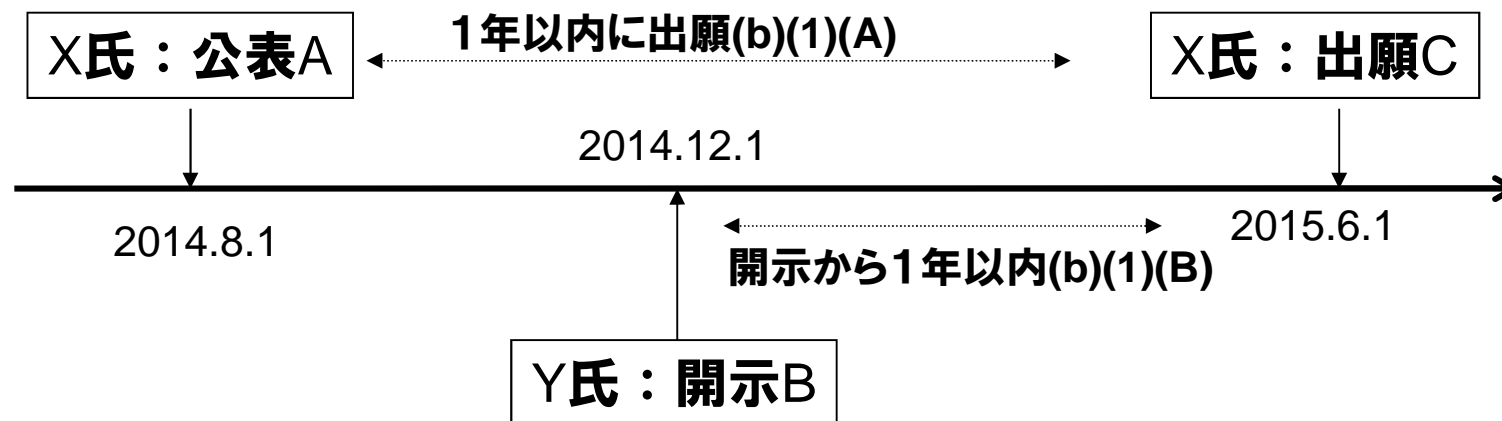 X氏：公表A
１年以内に出願(b)(1)(A)
X氏：出願C
2014.12.1
2014.8.1
2015.6.1
開示から１年以内(b)(1)(B)
Y氏：開示B